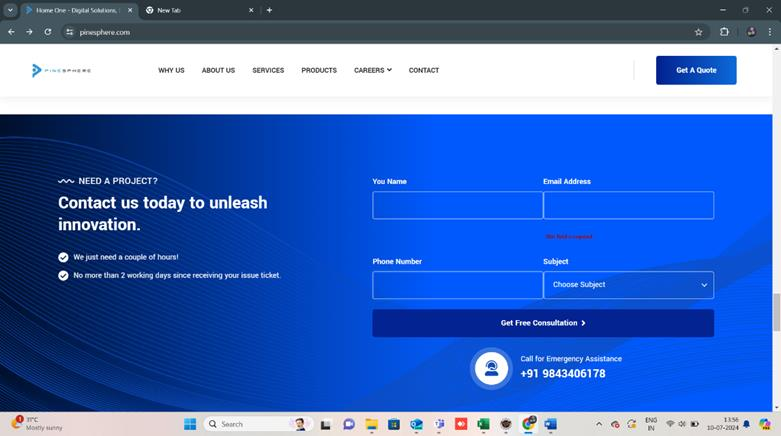 Home One - Digital Solutions,
New Tab
pinesphere.com
PINESPHERE
WHY US
ABOUT US
SERVICES
PRODUCTS
CAREERS
CONTACT
Get A Quote
NEED A PROJECT?
Contact us today to unleash
innovation.
We just need a couple of hours!
No more than 2 working days since receiving your issue ticket.
You Name
Email Address
This field is required
Phone Number
Subject
Choose Subject
Get Free Consultation
Call for Emergency Assistance
+91 9843406178
1
31°C
Mostly sunny
Search
ENG
IN
13:56
10-07-2024